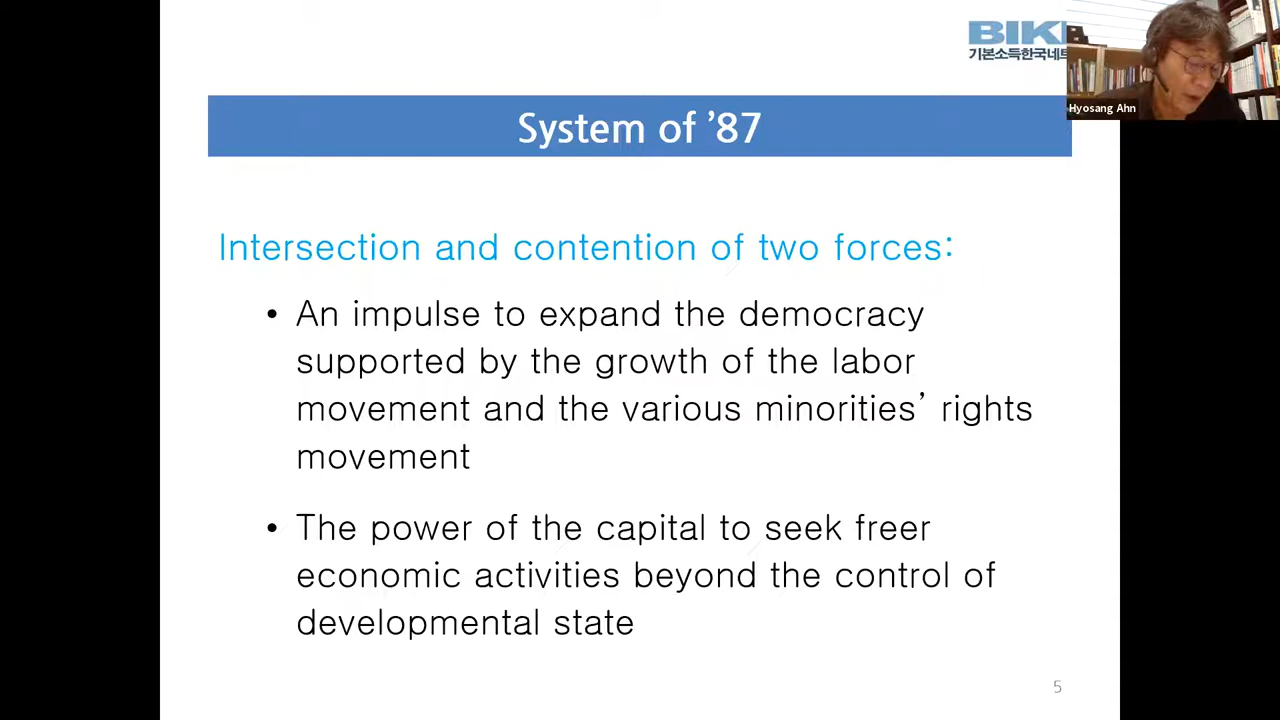 BIK
기본소득한국네트
Hyosang Ahn
System of ’87
Intersection and contention of two forces:
• An impulse to expand the democracy
supported by the growth of the labor
movement and the various minorities’ rights
movement
• The power of the capital to seek freer
economic activities beyond the control of
developmental state
5